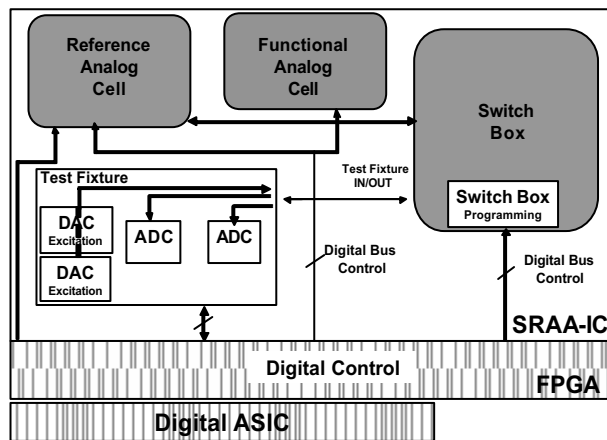 Reference
Analog
Cell
Functional
Analog
Cell
Switch
Box
Test Fixture
Test Fixture
IN/OUT
Switch Box
Programming
DAC
Excitation
ADC
ADC
DAC
Excitation
Digital Bus
Control
Digital Bus
Control
SRAA-IC
Digital Control
FPGA
Digital ASIC